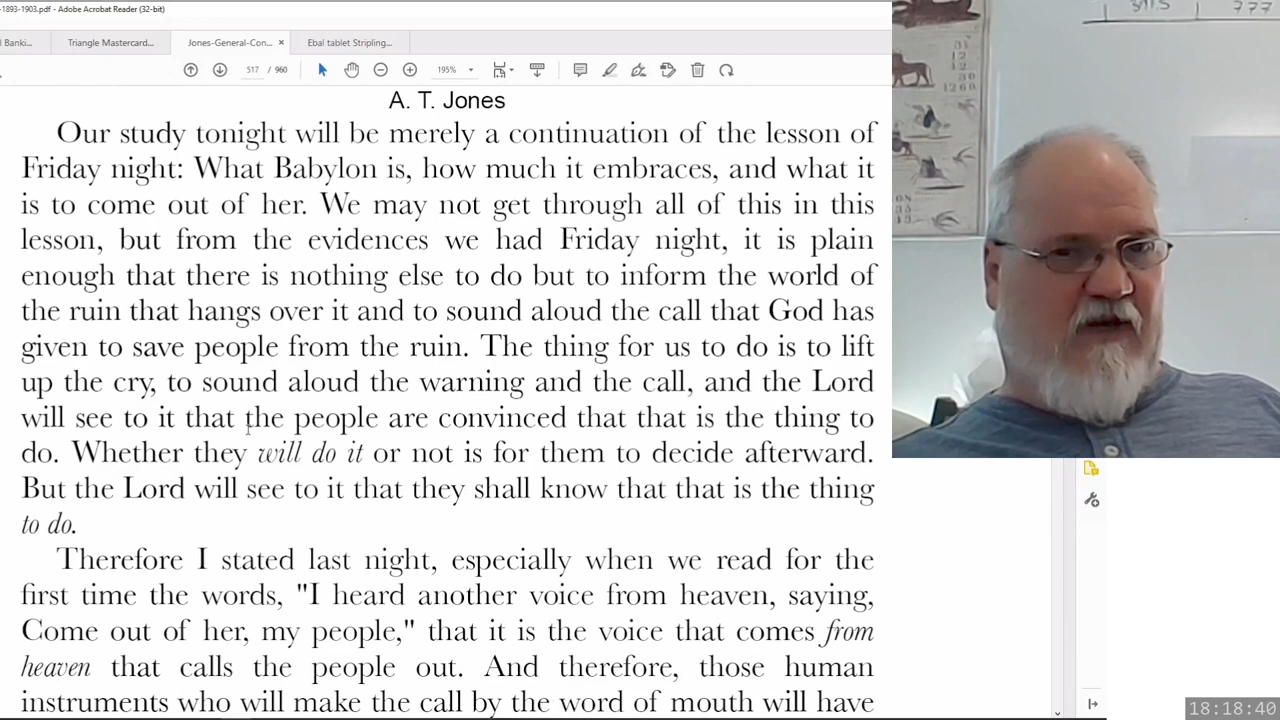 -1893-1903.pdf - Adobe Acrobat Reader (32-bit)
l Banki...
Triangle Mastercard...
Jones-General-Con... ×
Ebal tablet Stripling...
517 / 960
195%
A. T. Jones
Our study tonight will be merely a continuation of the lesson of
Friday night: What Babylon is, how much it embraces, and what it
is to come out of her. We may not get through all of this in this
lesson, but from the evidences we had Friday night, it is plain
enough that there is nothing else to do but to inform the world of
the ruin that hangs over it and to sound aloud the call that God has
given to save people from the ruin. The thing for us to do is to lift
up the cry, to sound aloud the warning and the call, and the Lord
will see to it that the people are convinced that that is the thing to
do. Whether they will do it or not is for them to decide afterward.
But the Lord will see to it that they shall know that that is the thing
to do.
Therefore I stated last night, especially when we read for the
first time the words, "I heard another voice from heaven, saying,
Come out of her, my people," that it is the voice that comes from
heaven that calls the people out. And therefore, those human
instruments who will make the call by the word of mouth will have
777
1260
18:18:40